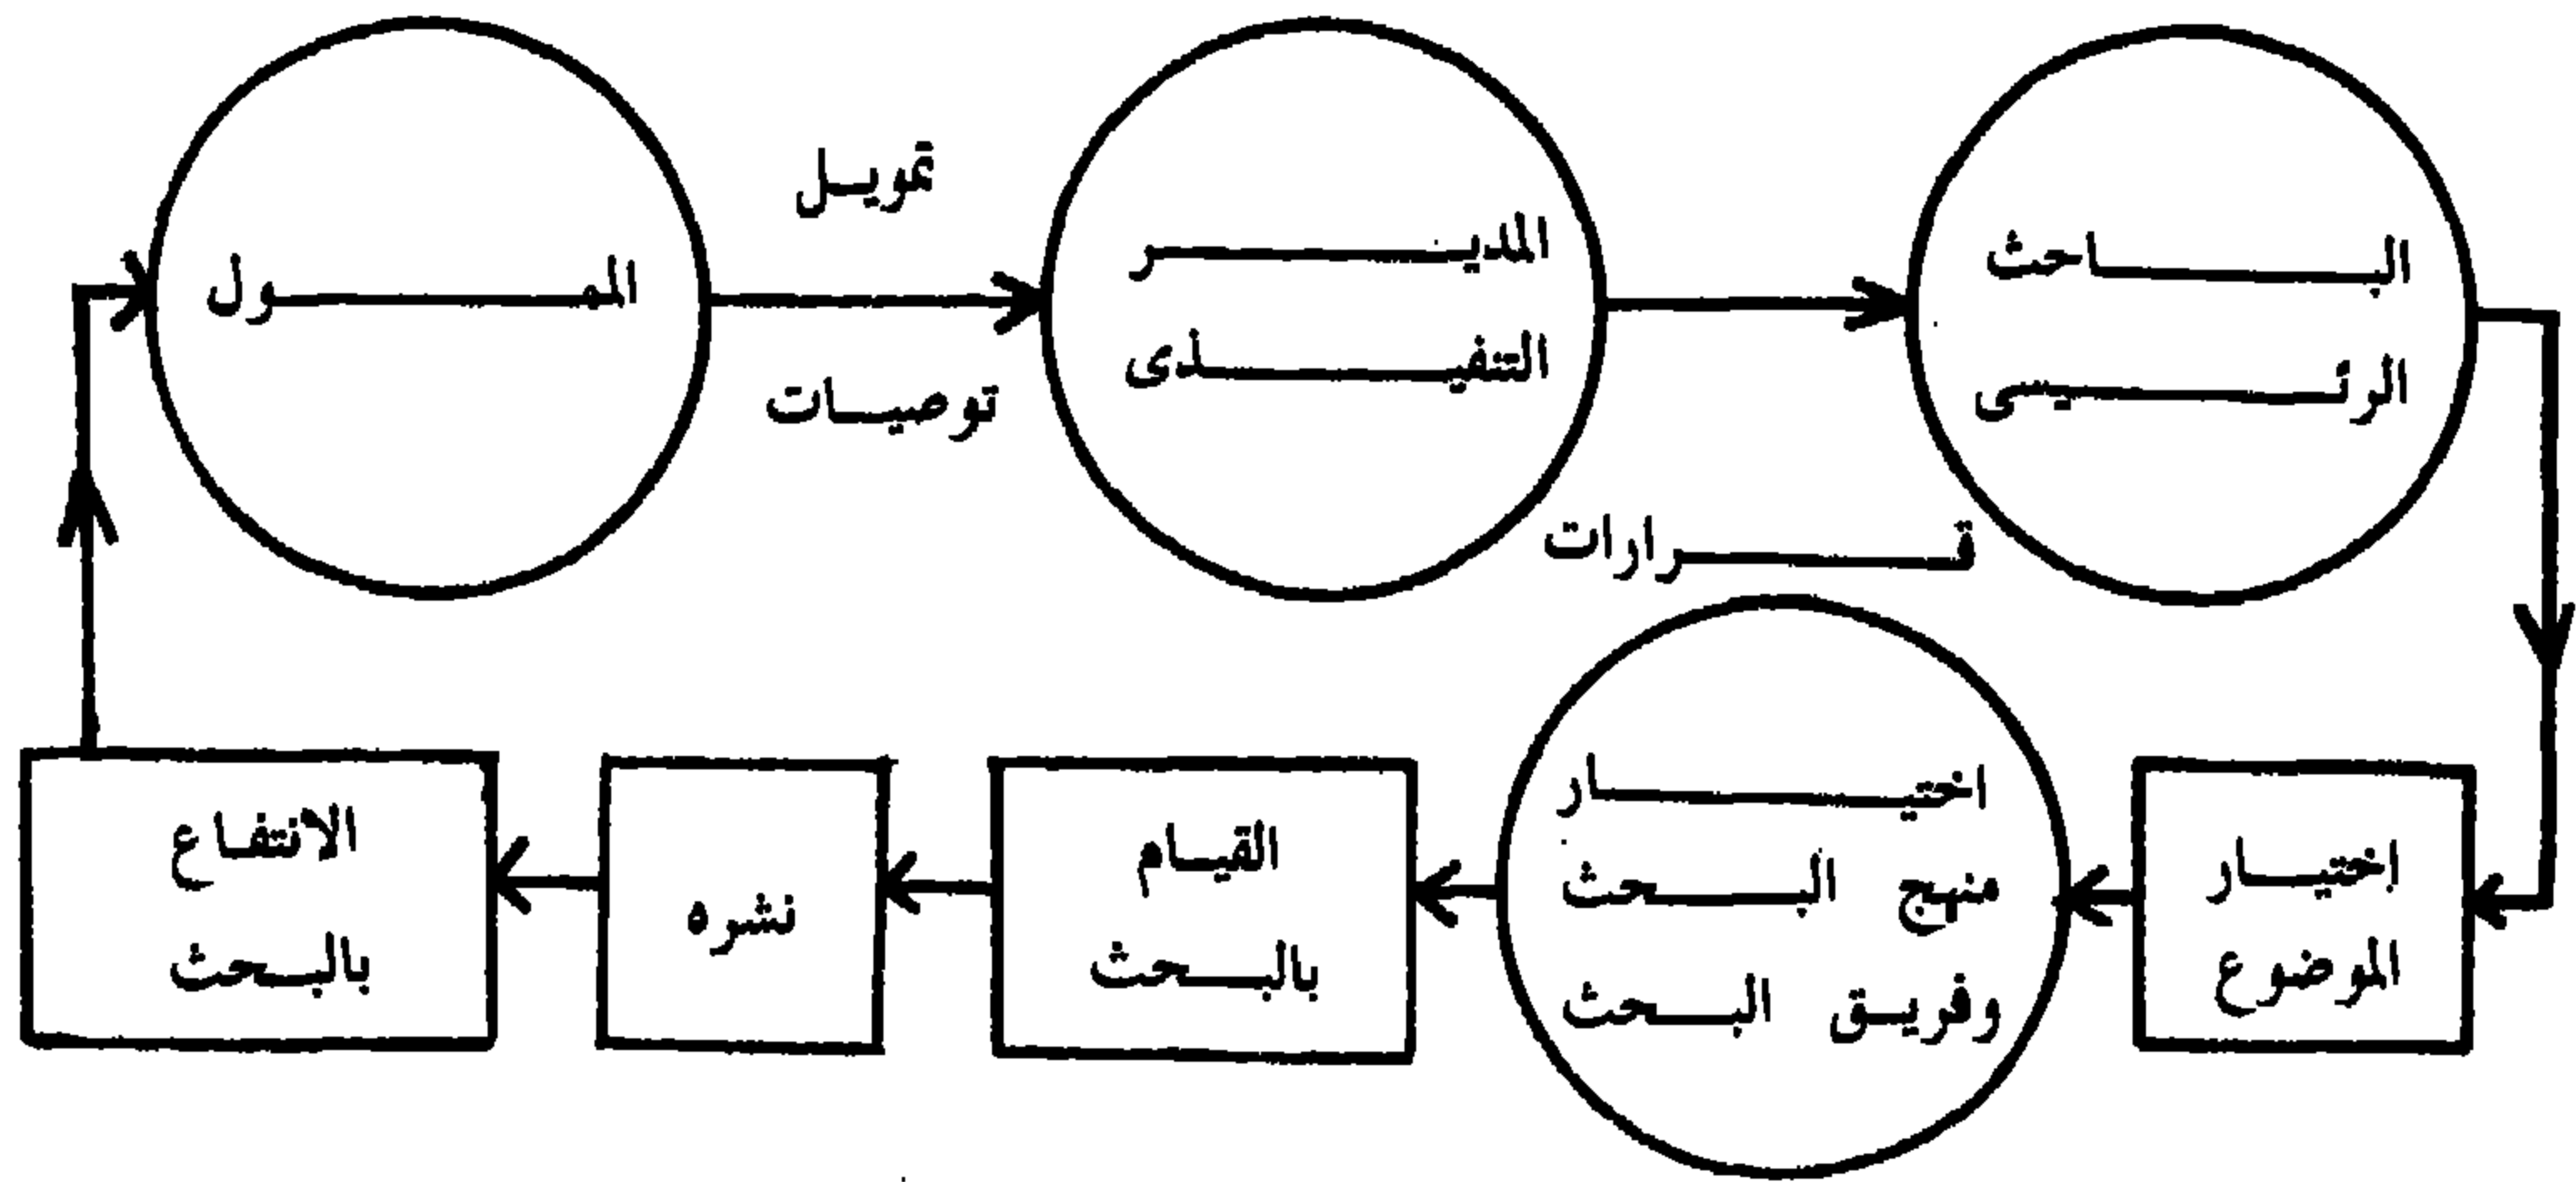 الممول
تمويل
توصيات
المدير
التنفيذى
الباحث
الرئيسى
قرارات
اختيار
الموضوع
اختيار
منهج البحث
وفريق البحث
القيام
بالبحث
نشره
الانتفاع
بالبحث